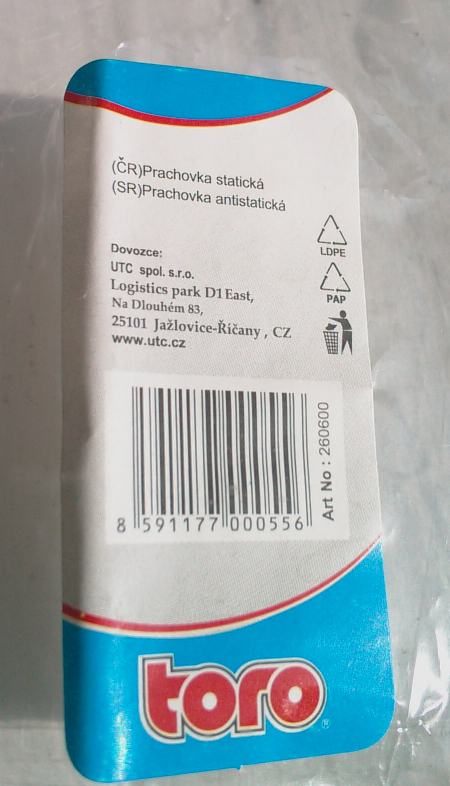 (ČR)Prachovka statická
(SR)Prachovka antistatická
LDPE
PAP
Dovozce:
UTC spol. s.r.o.
Logistics park D1 East,
Na Dlouhém 83,
25101 Jažlovice-Říčany , CZ
www.utc.cz
Art No : 260600
8 591177 000556
toro®